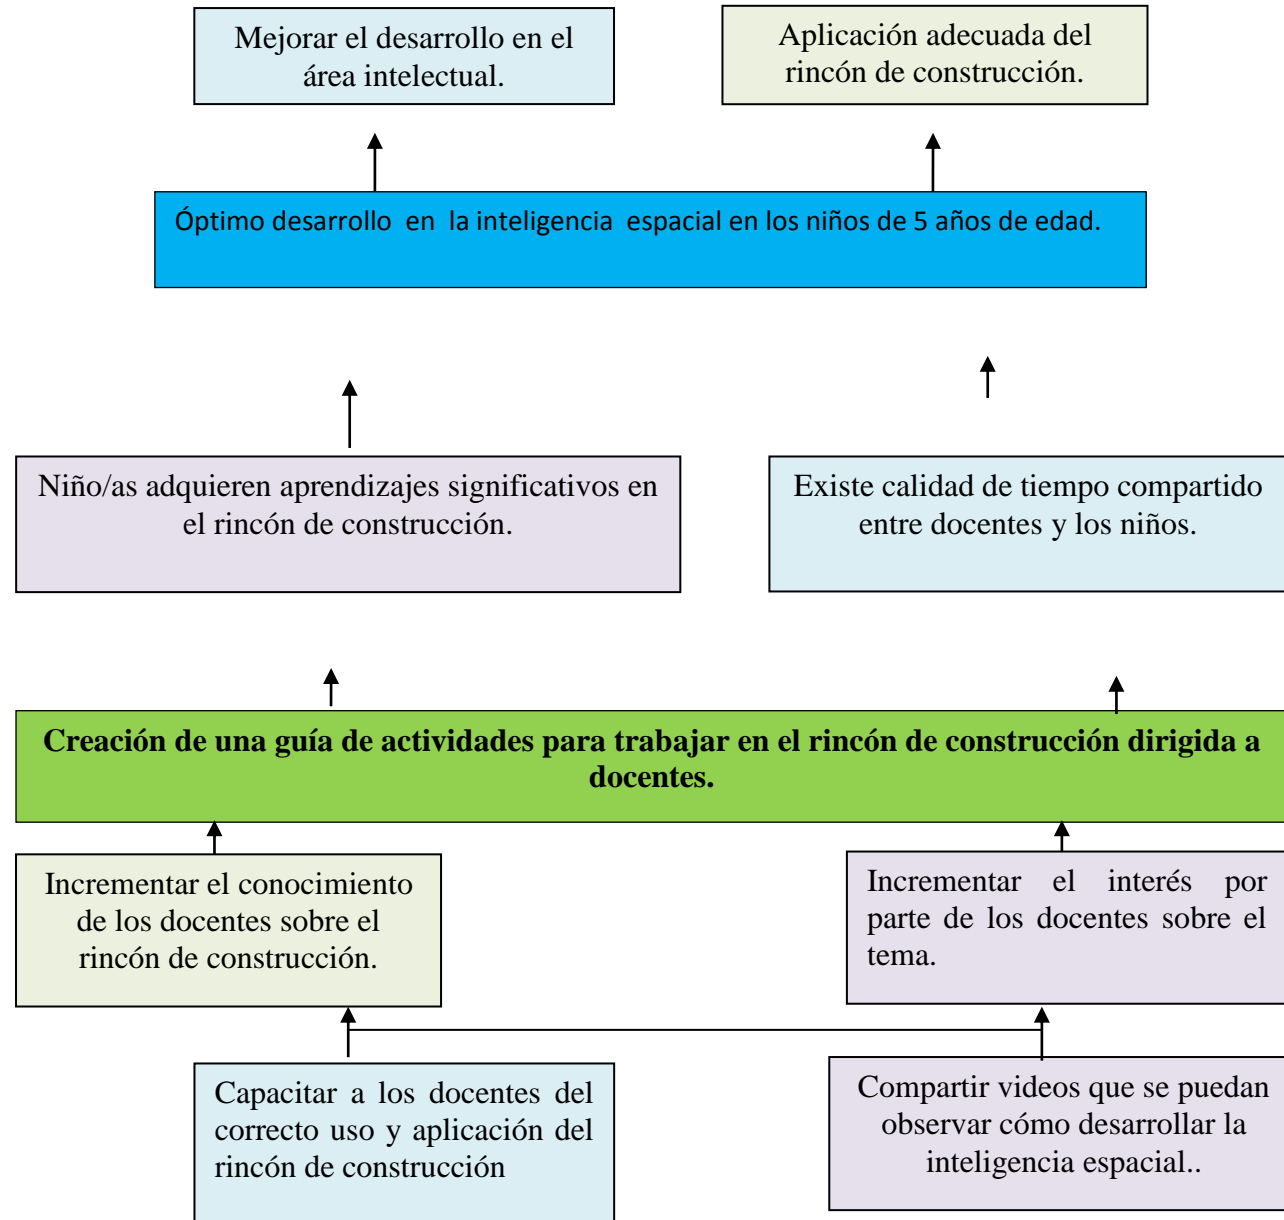 Mejorar el desarrollo en el
área intelectual.
Aplicación adecuada del
rincón de construcción.
Óptimo desarrollo en la inteligencia espacial en los niños de 5 años de edad.
Niño/as adquieren aprendizajes significativos en
el rincón de construcción.
Existe calidad de tiempo compartido
entre docentes y los niños.
Creación de una guía de actividades para trabajar en el rincón de construcción dirigida a
docentes.
Incrementar el conocimiento
de los docentes sobre el
rincón de construcción.
Incrementar el interés por
parte de los docentes sobre el
tema.
Capacitar a los docentes del
correcto uso y aplicación del
rincón de construcción
Compartir videos que se puedan
observar cómo desarrollar la
inteligencia espacial..